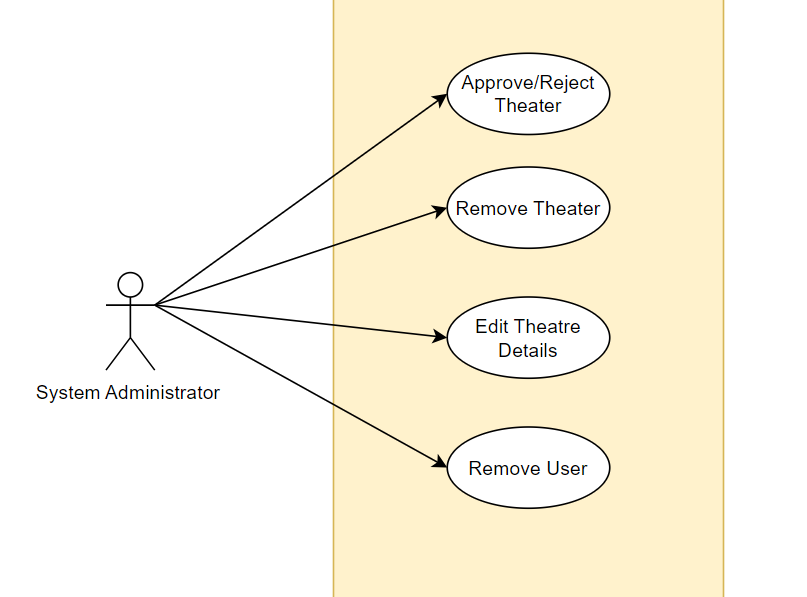 Approve/Reject
Theater
Remove Theater
Edit Theatre
Details
System Administrator
Remove User